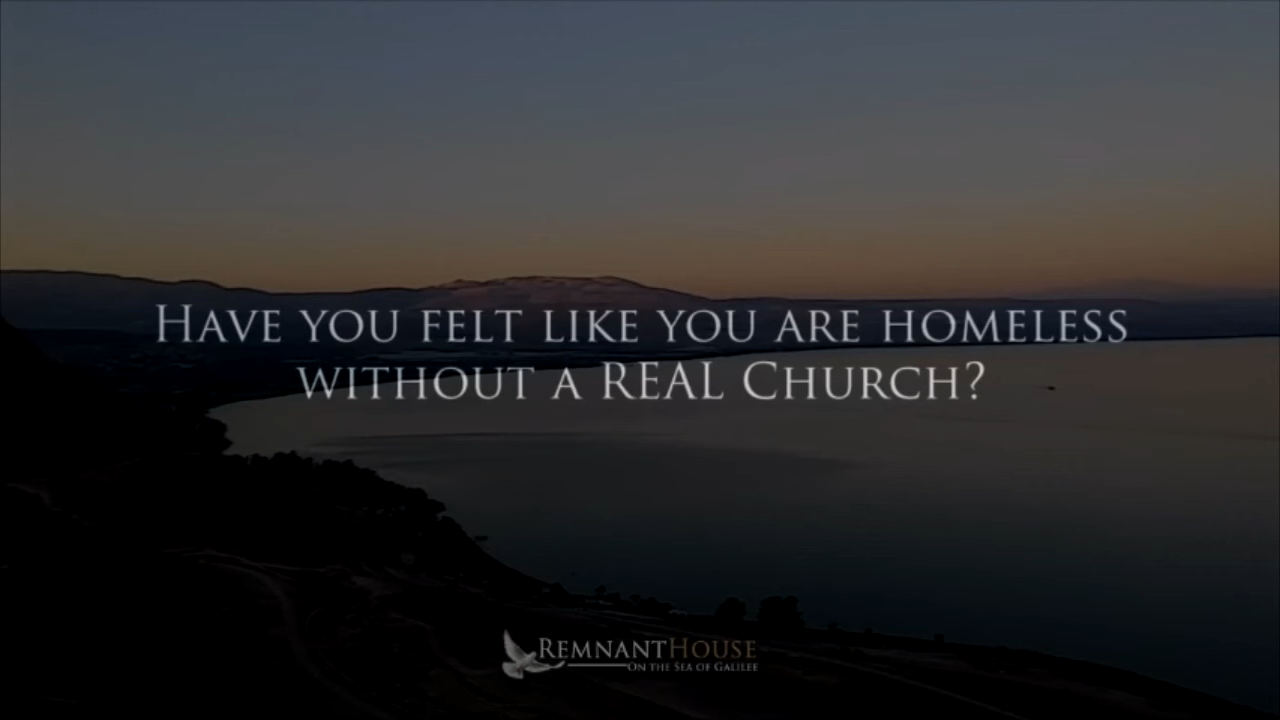 Have you felt like you are homeless
without a REAL Church?
RemnantHouse
On the Sea of Galilee